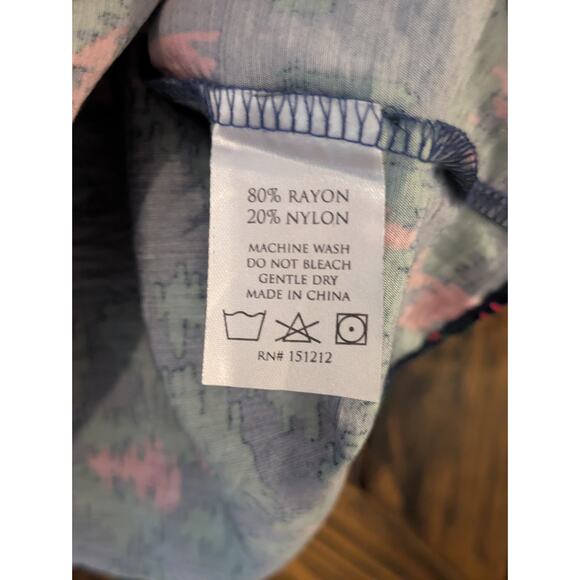 80% RAYON
20% NYLON
MACHINE WASH
DO NOT BLEACH
GENTLE DRY
MADE IN CHINA
RN# 151212